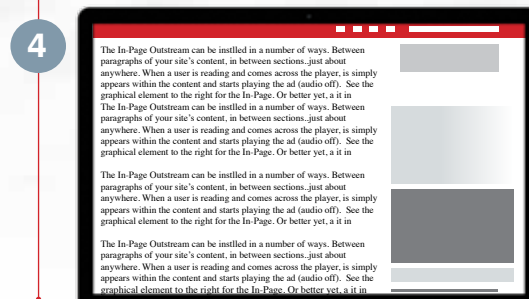 4
The In-Page Outstream can be instlled in a number of ways. Between
paragraphs of your site's content, in between sections..just about
anywhere. When a user is reading and comes across the player, is simply
appears within the content and starts playing the ad (audio off).  See the
graphical element to the right for the In-Page. Or better yet, a it in
The In-Page Outstream can be instlled in a number of ways. Between
paragraphs of your site's content, in between sections..just about
anywhere. When a user is reading and comes across the player, is simply
appears within the content and starts playing the ad (audio off).  See the
graphical element to the right for the In-Page. Or better yet, a it in
The In-Page Outstream can be instlled in a number of ways. Between
paragraphs of your site's content, in between sections..just about
anywhere. When a user is reading and comes across the player, is simply
appears within the content and starts playing the ad (audio off).  See the
graphical element to the right for the In-Page. Or better yet, a it in
The In-Page Outstream can be instlled in a number of ways. Between
paragraphs of your site's content, in between sections..just about
anywhere. When a user is reading and comes across the player, is simply
appears within the content and starts playing the ad (audio off).  See the
graphical element to the right for the In-Page. Or better yet, a it in